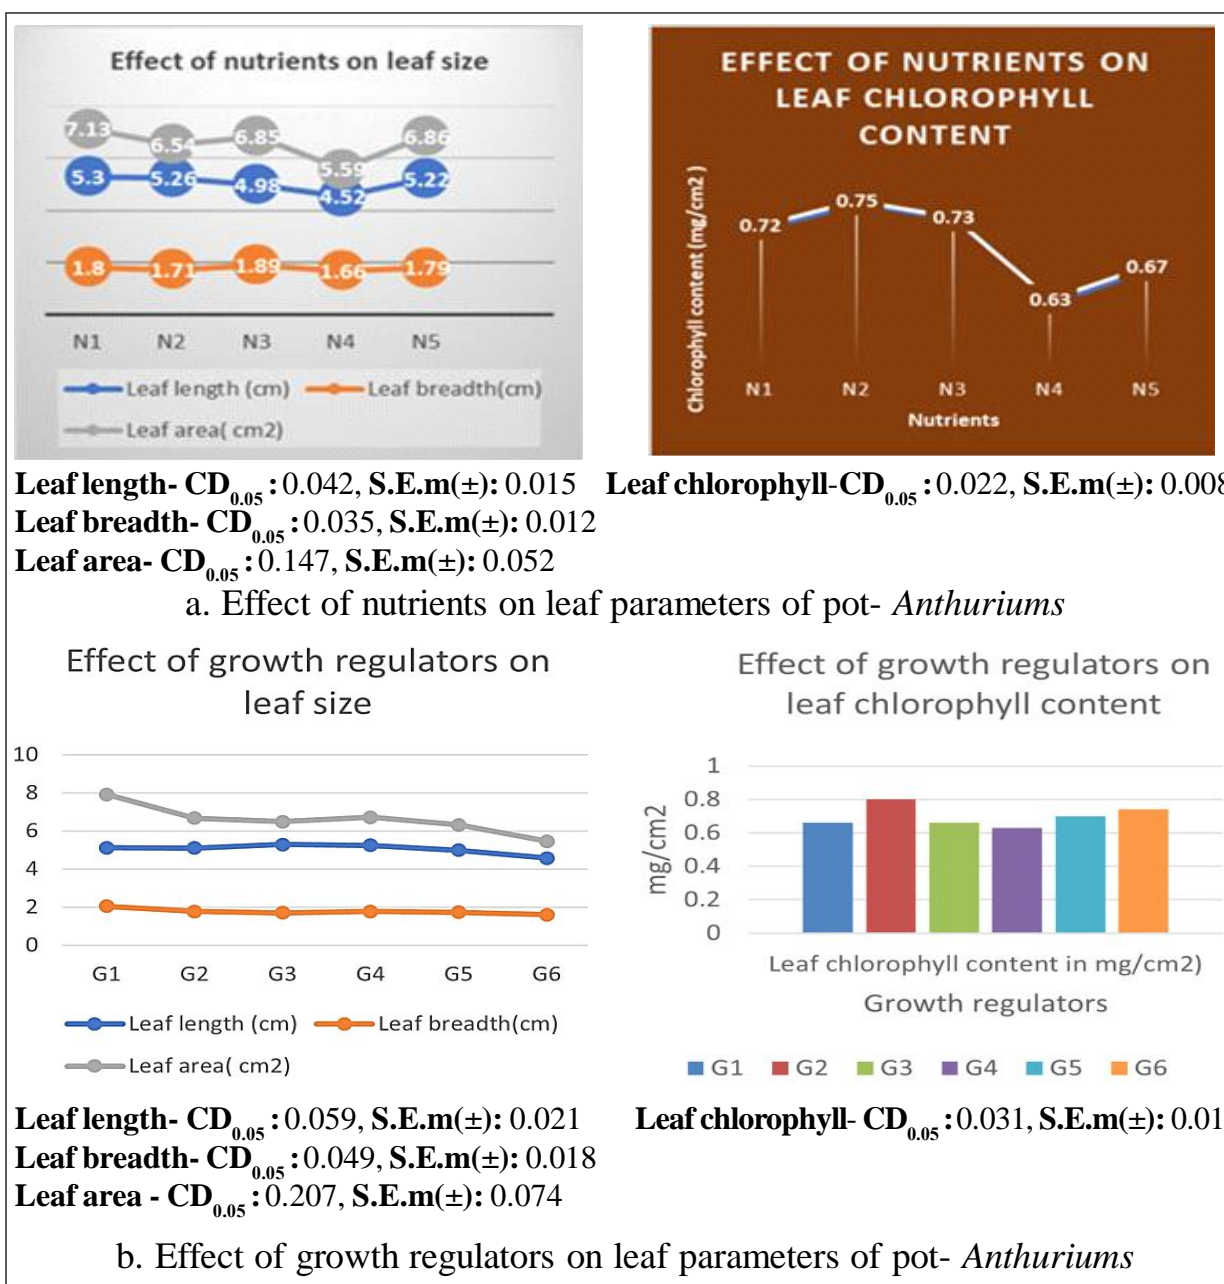 Effect of nutrients on leaf size
7.13 6.54 6.85 5.59 6.86
5.3 5.26 4.98 4.52 5.22
1.8 1.71 1.89 1.66 1.79
N1 N2 N3 N4 N5
Leaf length (cm) Leaf breadth(cm)
Leaf area( cm2)
EFFECT OF NUTRIENTS ON
LEAF CHLOROPHYLL
CONTENT
Chlorophyll content (mg/cm2 )
0.72 0.75 0.73 0.63 0.67
N1 N2 N3 N4 N5
Nutrients
Leaf length- CD0.05 : 0.042, S.E.m(±): 0.015
Leaf breadth- CD0.05 : 0.035, S.E.m(±): 0.012
Leaf area- CD0.05 : 0.147, S.E.m(±): 0.052
Leaf chlorophyll-CD0.05 : 0.022, S.E.m(±): 0.008
a. Effect of nutrients on leaf parameters of pot- Anthuriums
Effect of growth regulators on
leaf size
10
8
6
4
2
0
G1 G2 G3 G4 G5 G6
Leaf length (cm) Leaf breadth(cm)
Leaf area( cm2)
Effect of growth regulators on
leaf chlorophyll content
mg/cm2
1
0.8
0.6
0.4
0.2
0
Leaf chlorophyll content in mg/cm2)
Growth regulators
G1 G2 G3 G4 G5 G6
Leaf length- CD0.05 : 0.059, S.E.m(±): 0.021
Leaf breadth- CD0.05 : 0.049, S.E.m(±): 0.018
Leaf area - CD0.05 : 0.207, S.E.m(±): 0.074
Leaf chlorophyll- CD0.05 : 0.031, S.E.m(±): 0.01
b. Effect of growth regulators on leaf parameters of pot- Anthuriums